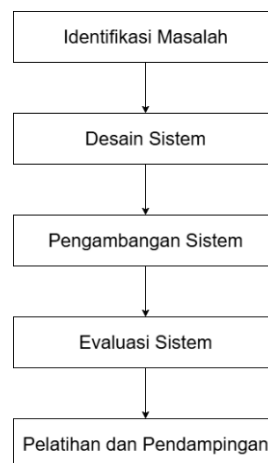 Identifikasi Masalah
Desain Sistem
Pengambangan Sistem
Evaluasi Sistem
Pelatihan dan Pendampingan